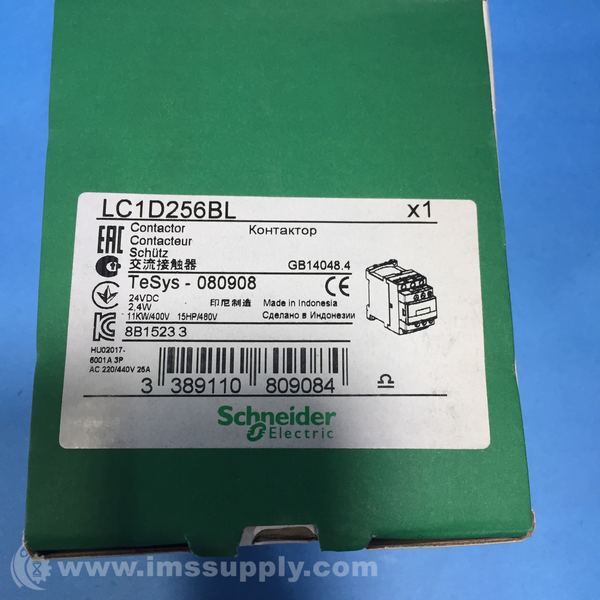 LC1D256BL x1
Contactor Контактор
Contacteur
Schütz
交流接触器 GB14048.4
TeSys - 080908
24VDC 印尼制造 Made in Indonesia
2,4W
11KW/400V 15HP/480V Сделано в Индонезии
8B1523 3
HU02017-
6001A 3P
AC 220/440V 25A
3 389110 809084
Schneider
Electric
© www.imssupply.com